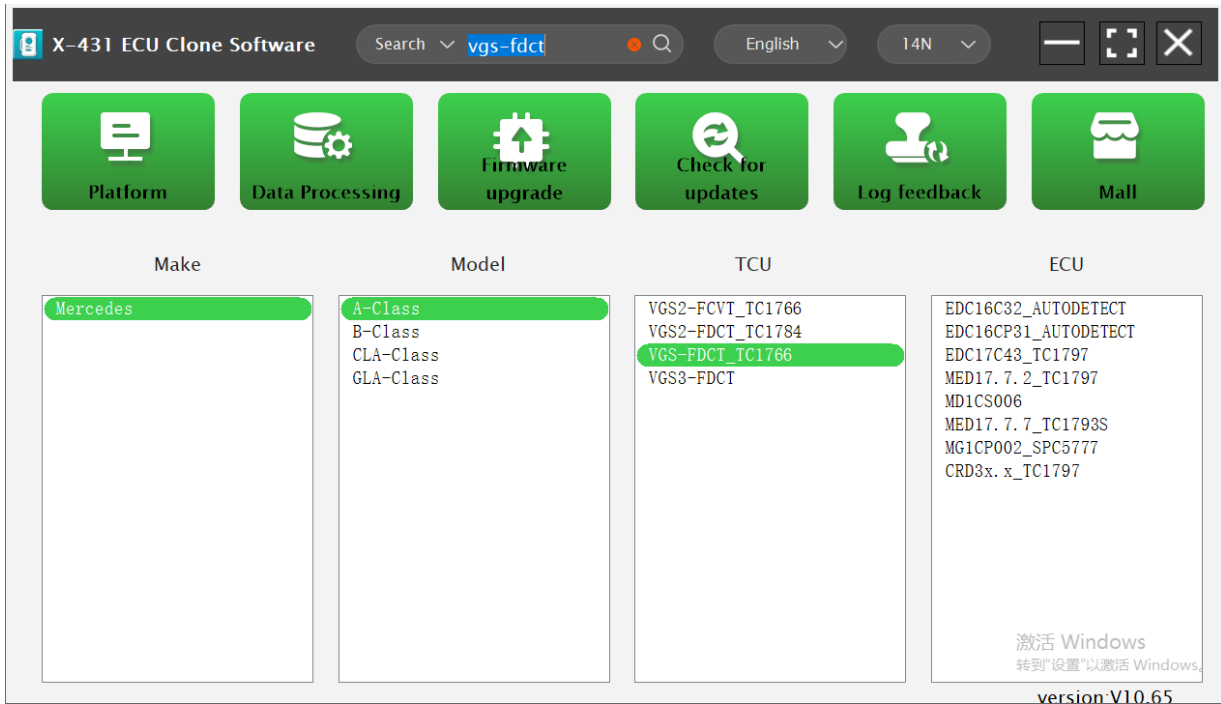 X-431 ECU Clone Software
Search
vgs-fdct
English
14N
Platform
Data Processing
Firmware
upgrade
Check for
updates
Log feedback
Mall
Make
Model
TCU
ECU
Mercedes
A-Class
B-Class
CLA-Class
GLA-Class
VGS2-FCVT_TC1766
VGS2-FDCT_TC1784
VGS-FDCT_TC1766
VGS3-FDCT
EDC16C32_AUTODETECT
EDC16CP31_AUTODETECT
EDC17C43_TC1797
MED17.7.2_TC1797
MD1CS006
MED17.7.7_TC1793S
MG1CP002_SPC5777
CRD3x.x_TC1797
激活 Windows
转到"设置"以激活 Windows。
version:V10.65